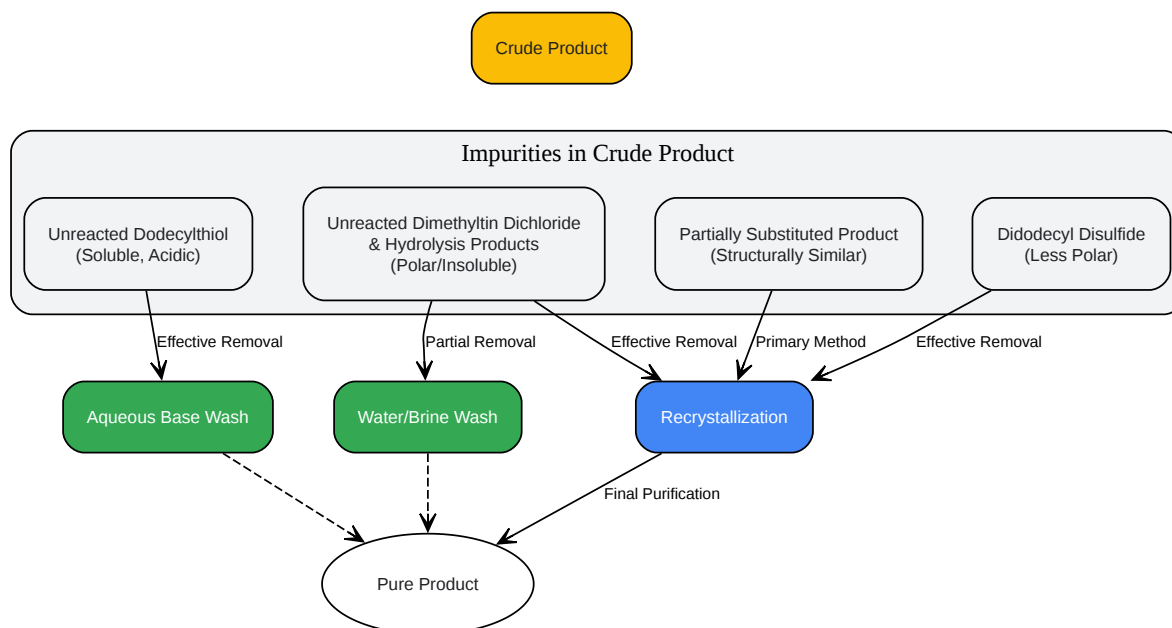 Crude Product
Impurities in Crude Product
Unreacted Dodecylthiol
(Soluble, Acidic)
Unreacted Dimethyltin Dichloride
& Hydrolysis Products
(Polar/Insoluble)
Partially Substituted Product
(Structurally Similar)
Didodecyl Disulfide
(Less Polar)
Effective Removal
Partial Removal
Effective Removal
Primary Method
Effective Removal
Aqueous Base Wash
Water/Brine Wash
Recrystallization
Final Purification
Pure Product